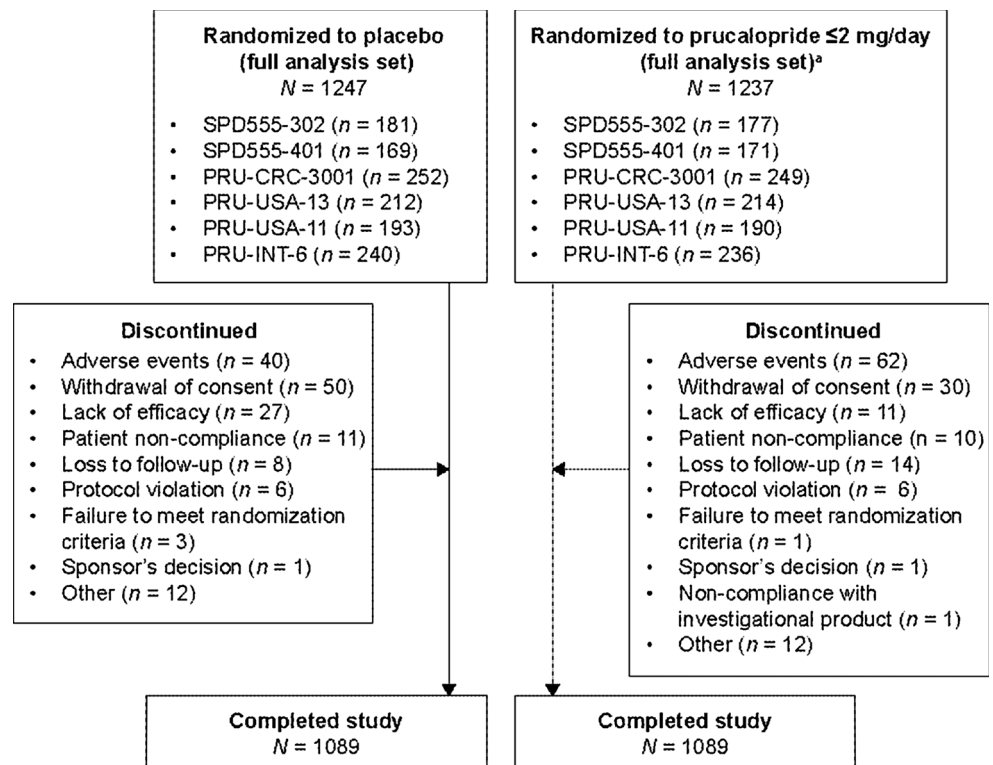 Randomized to placebo
(full analysis set)
N = 1247
• SPD555-302 (n = 181)
• SPD555-401 (n = 169)
• PRU-CRC-3001 (n = 252)
• PRU-USA-13 (n = 212)
• PRU-USA-11 (n = 193)
• PRU-INT-6 (n = 240)
Randomized to prucalopride ≤2 mg/day
(full analysis set)ª
N = 1237
• SPD555-302 (n = 177)
• SPD555-401 (n = 171)
• PRU-CRC-3001 (n = 249)
• PRU-USA-13 (n = 214)
• PRU-USA-11 (n = 190)
• PRU-INT-6 (n = 236)
Discontinued
• Adverse events (n = 40)
• Withdrawal of consent (n = 50)
• Lack of efficacy (n = 27)
• Patient non-compliance (n = 11)
• Loss to follow-up (n = 8)
• Protocol violation (n = 6)
• Failure to meet randomization
criteria (n = 3)
• Sponsor's decision (n = 1)
• Other (n = 12)
Discontinued
• Adverse events (n = 62)
• Withdrawal of consent (n = 30)
• Lack of efficacy (n = 11)
• Patient non-compliance (n = 10)
• Loss to follow-up (n = 14)
• Protocol violation (n = 6)
• Failure to meet randomization
criteria (n = 1)
• Sponsor's decision (n = 1)
• Non-compliance with
investigational product (n = 1)
• Other (n = 12)
Completed study
N = 1089
Completed study
N = 1089